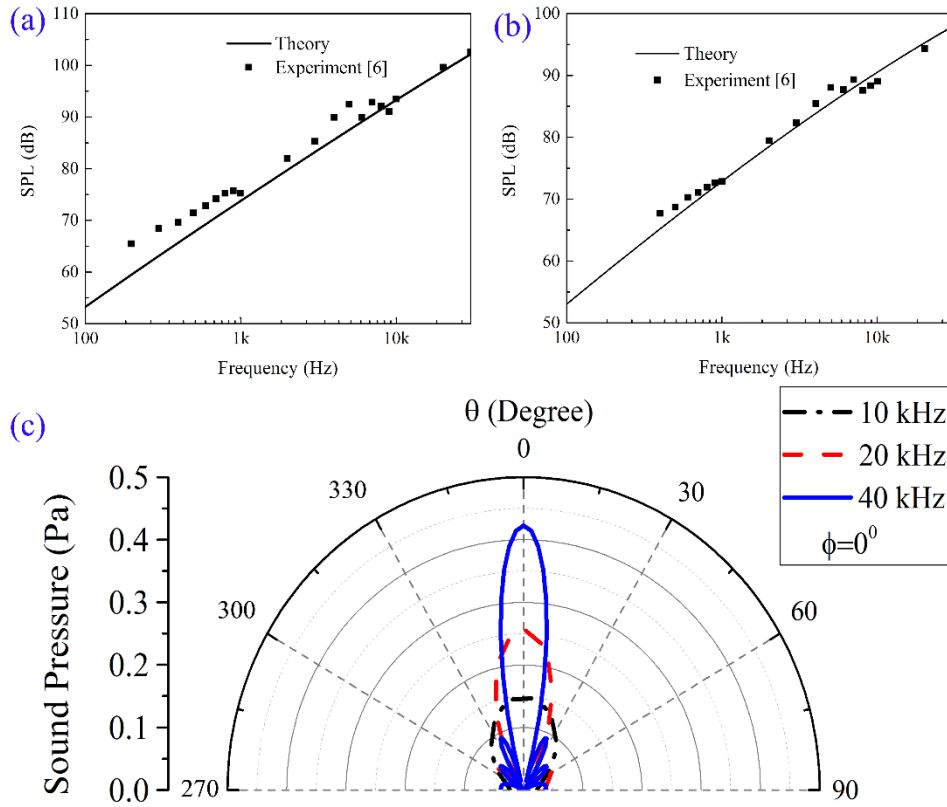 (a)
110
100
90
80
70
60
50
SPL (dB)
Theory
Experiment [6]
100
1k
10k
Frequency (Hz)
(b)
100
90
80
70
60
50
SPL (dB)
Theory
Experiment [6]
100
1k
10k
Frequency (Hz)
(c)
θ (Degree)
0
330
30
300
60
270
90
0.5
0.4
0.3
0.2
0.1
0.0
Sound Pressure (Pa)
10 kHz
20 kHz
40 kHz
ϕ=0⁰